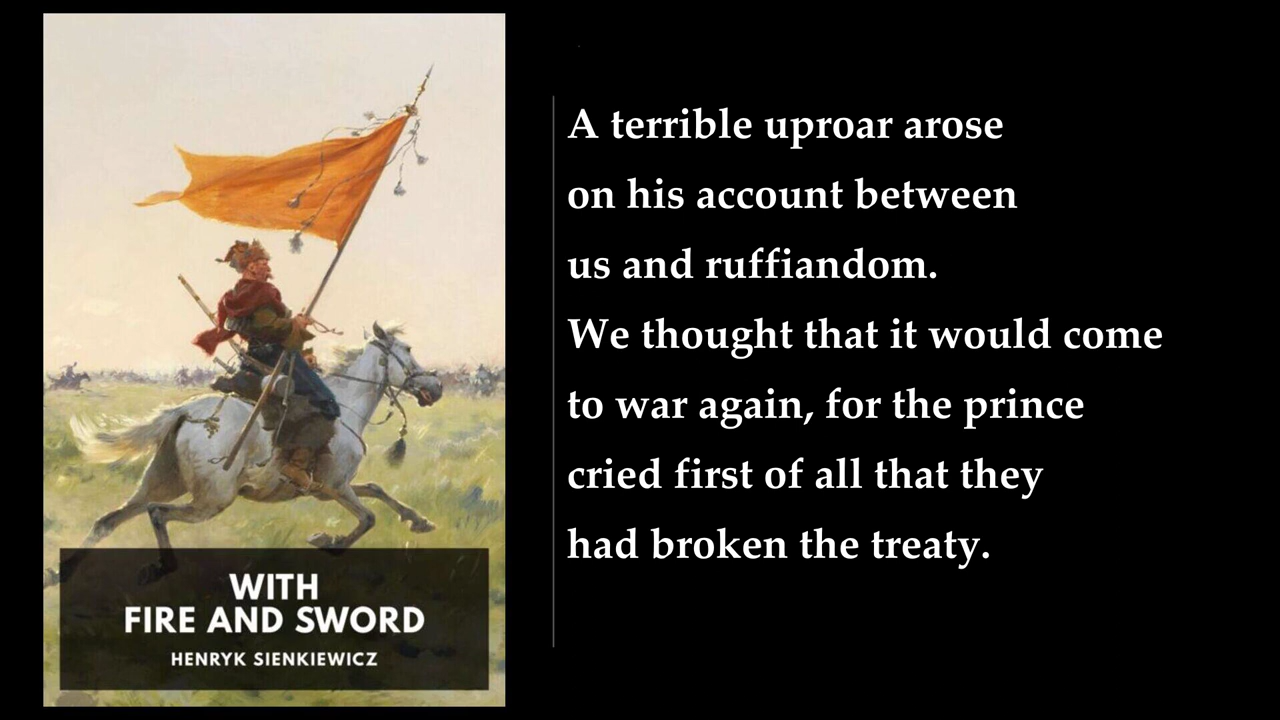 WITH
FIRE AND SWORD
HENRYK SIENKIEWICZ
A terrible uproar arose
on his account between
us and ruffiandom.
We thought that it would come
to war again, for the prince
cried first of all that they
had broken the treaty.